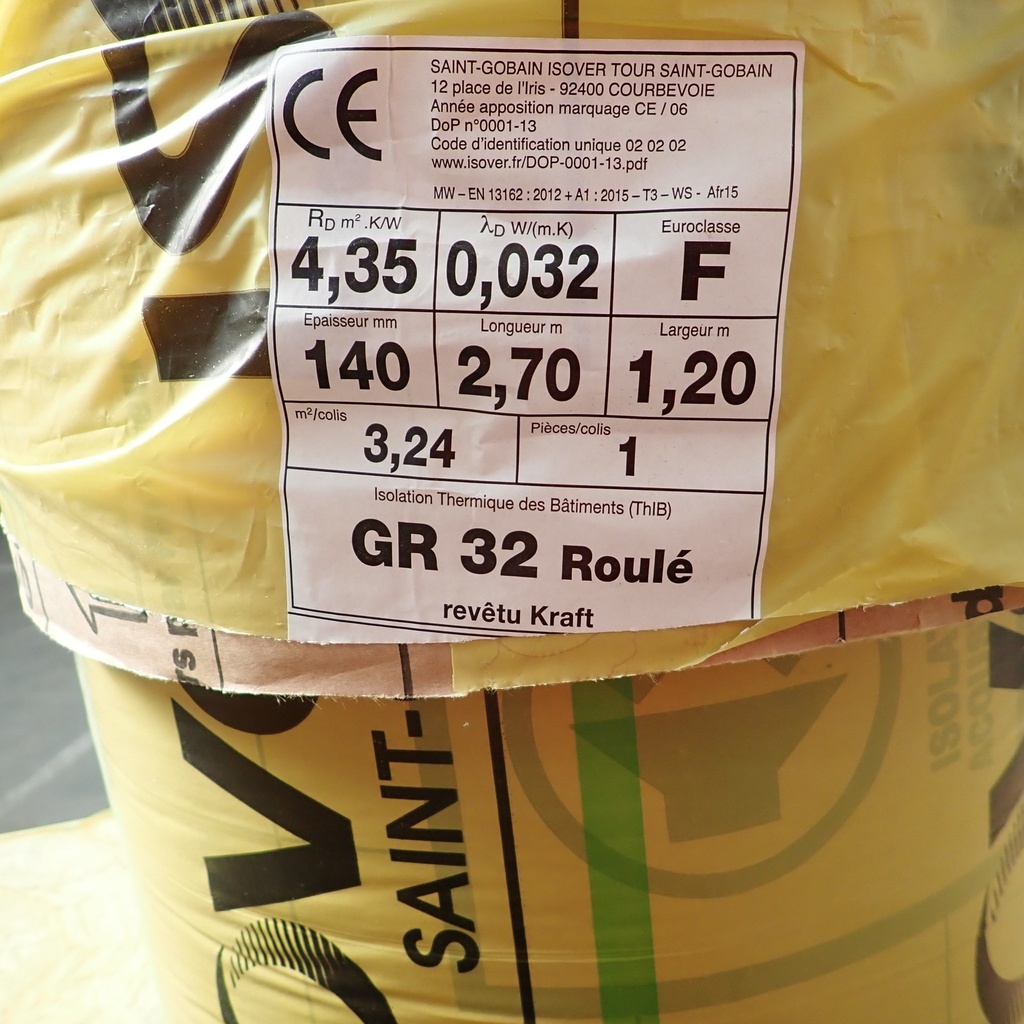 CE
SAINT-GOBAIN ISOVER TOUR SAINT-GOBAIN
12 place de l'Iris - 92400 COURBEVOIE
Année apposition marquage CE / 06
DoP n°0001-13
Code d'identification unique 02 02 02
www.isover.fr/DOP-0001-13.pdf
MW – EN 13162 : 2012 + A1 : 2015 – T3 – WS - Afr15
RD m² .K/W
4,35
λD W/(m.K)
0,032
Euroclasse
F
Epaisseur mm
140
Longueur m
2,70
Largeur m
1,20
m²/colis
3,24
Pièces/colis
1
Isolation Thermique des Bâtiments (ThIB)
GR 32 Roulé
revêtu Kraft
SAINT-